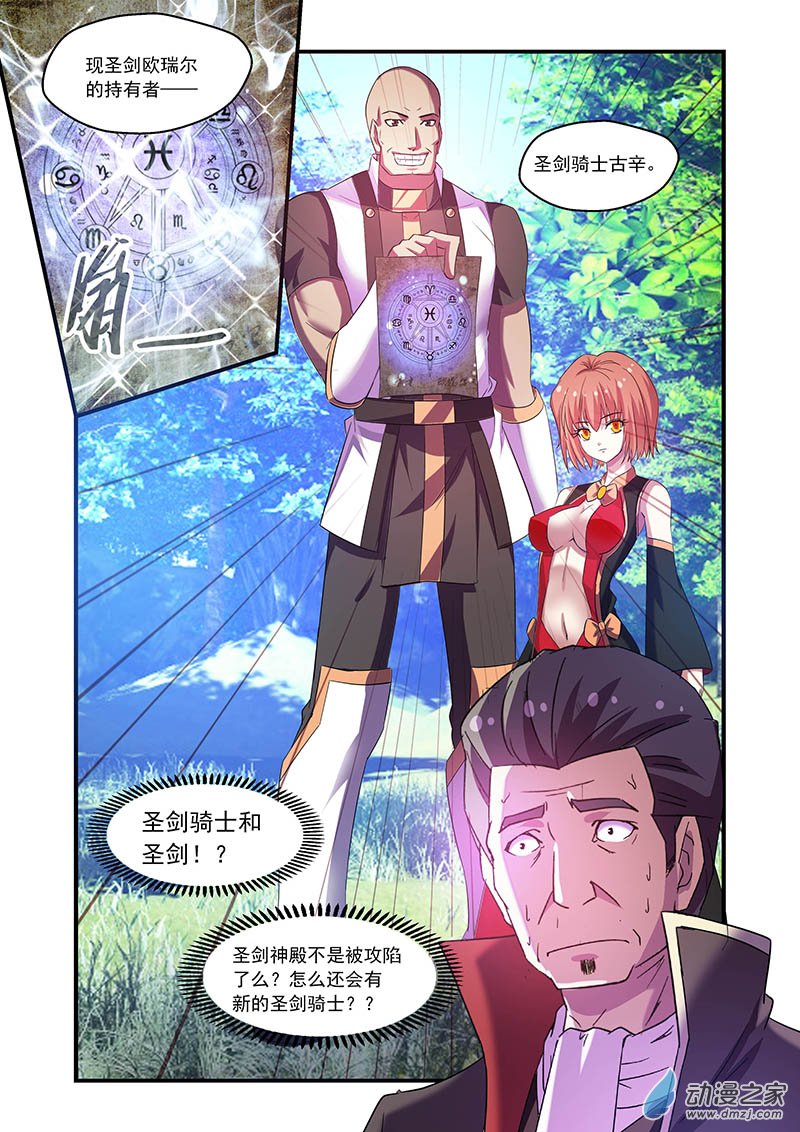 现圣剑欧瑞尔
的持有者——
圣剑骑士古辛。
圣剑骑士和
圣剑！？
圣剑神殿不是被攻陷
了么？怎么还会有
新的圣剑骑士？？
动漫之家
www.dmzj.com